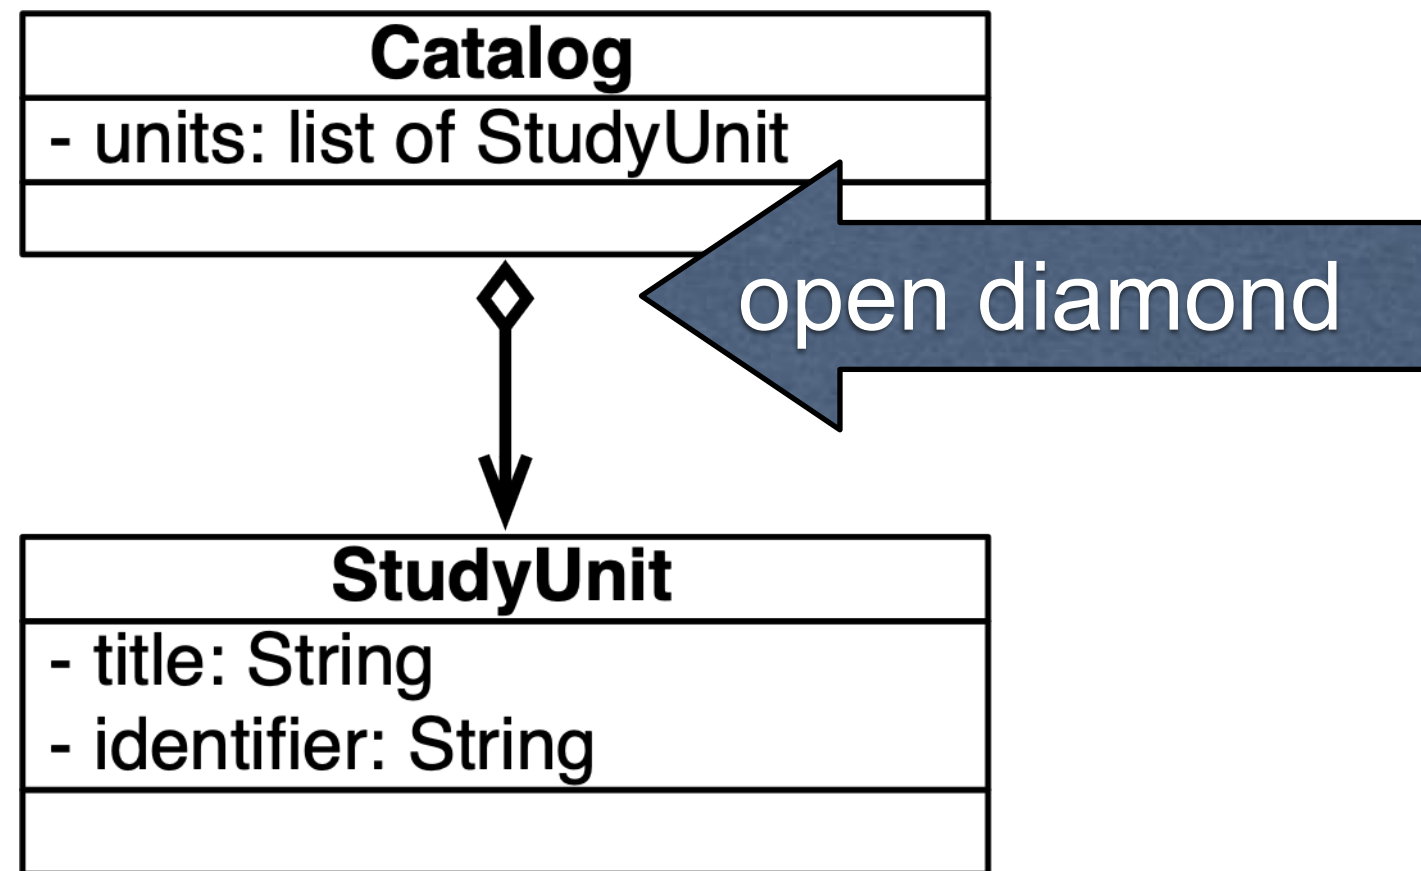 Catalog
- units: list of StudyUnit
open diamond
StudyUnit
- title: String
- identifier: String